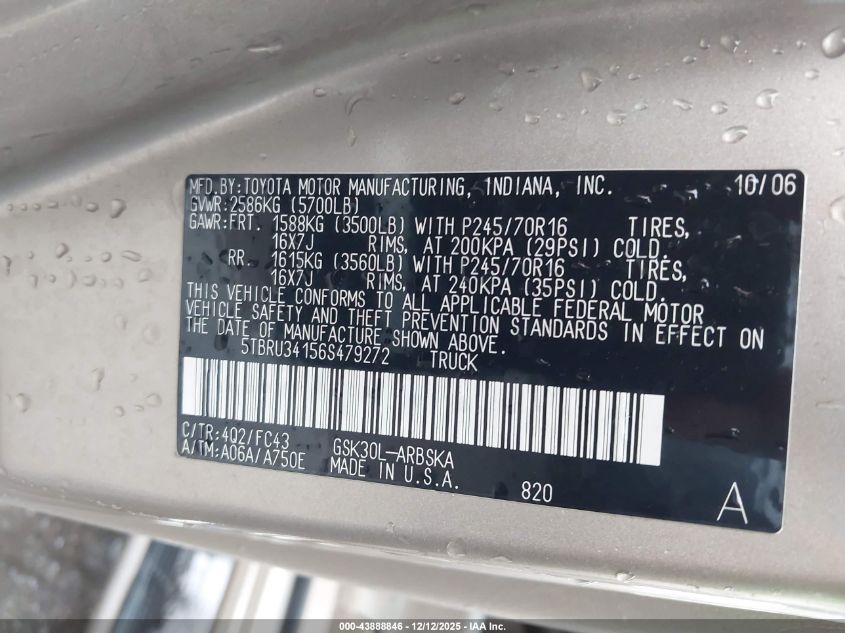 MFD.BY:TOYOTA MOTOR MANUFACTURING, INDIANA, INC. 10/06
GVWR:2586KG (5700LB)
GAWR:FRT. 1588KG (3500LB) WITH P245/70R16 TIRES,
16X7J RIMS, AT 200KPA (29PSI) COLD.
RR. 1615KG (3560LB) WITH P245/70R16 TIRES,
16X7J RIMS, AT 240KPA (35PSI) COLD.
THIS VEHICLE CONFORMS TO ALL APPLICABLE FEDERAL MOTOR
VEHICLE SAFETY AND THEFT PREVENTION STANDARDS IN EFFECT ON
THE DATE OF MANUFACTURE SHOWN ABOVE.
5TBRU34156S479272 TRUCK
C/TR:4Q2/FC43 GSK30L-ARBSKA
A/TM:A06A/A750E MADE IN U.S.A.
820
A
000-43888846 - 12/12/2025 - IAA Inc.